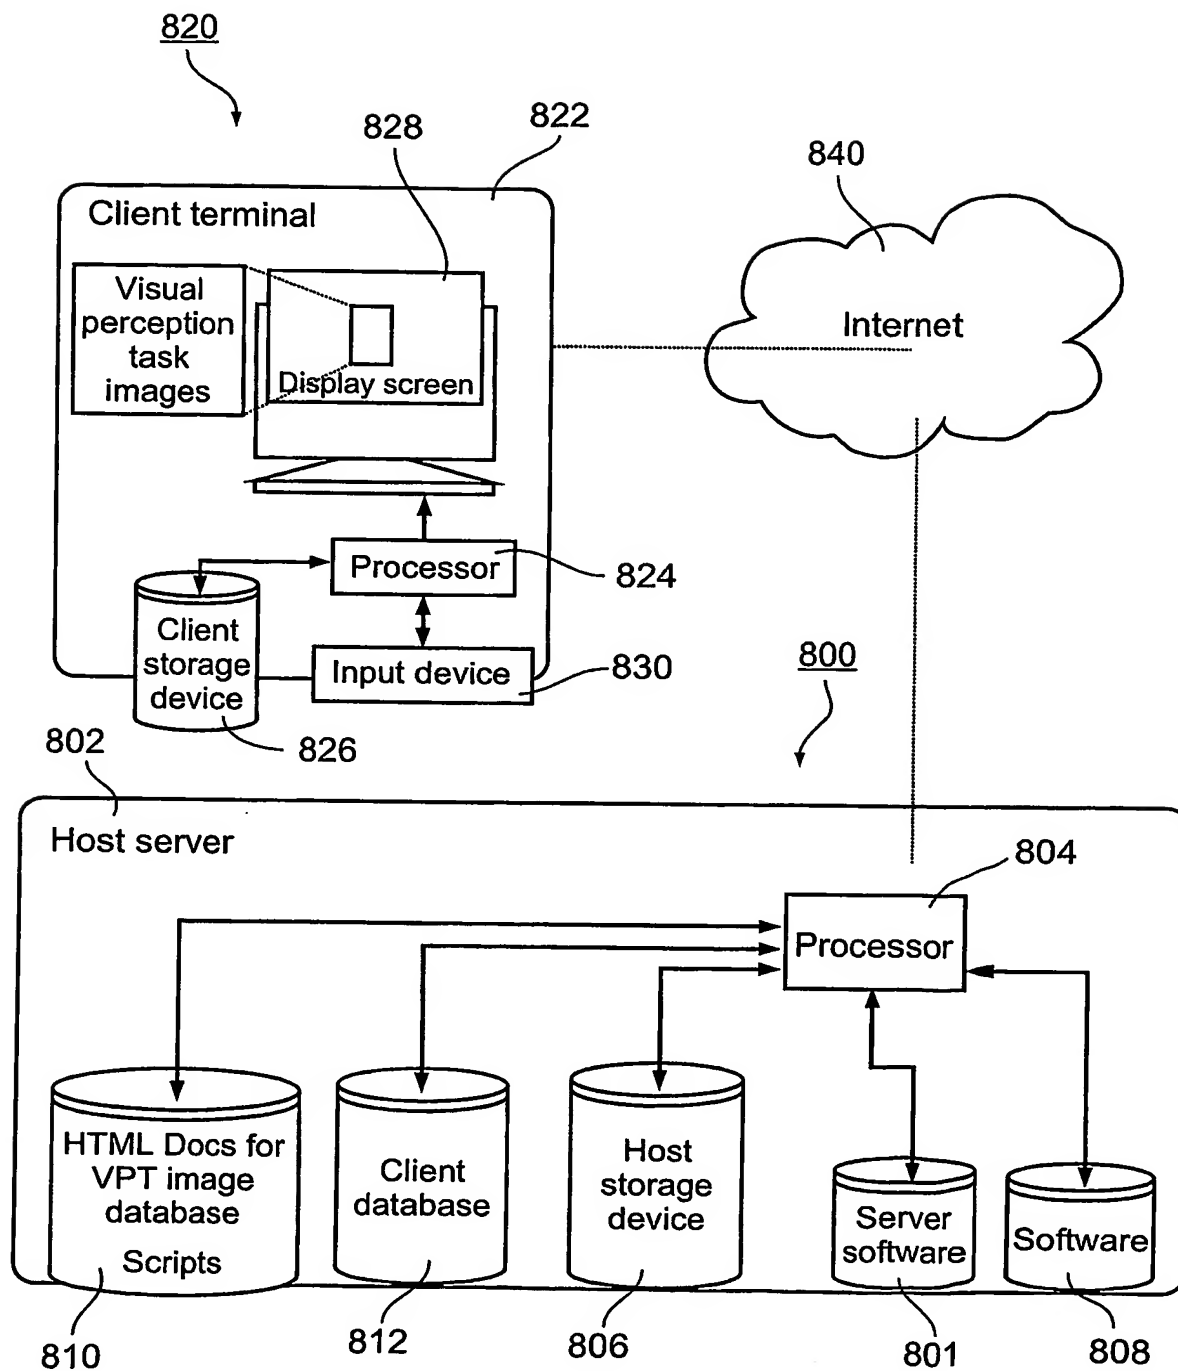 820
828
822
840
Client terminal
Visual
perception
task
images
Display screen
Internet
Processor
824
Client
storage
device
Input device
830
826
800
802
Host server
804
Processor
HTML Docs for
VPT image
database
Scripts
Client
database
Host
storage
device
Server
software
Software
810
812
806
801
808